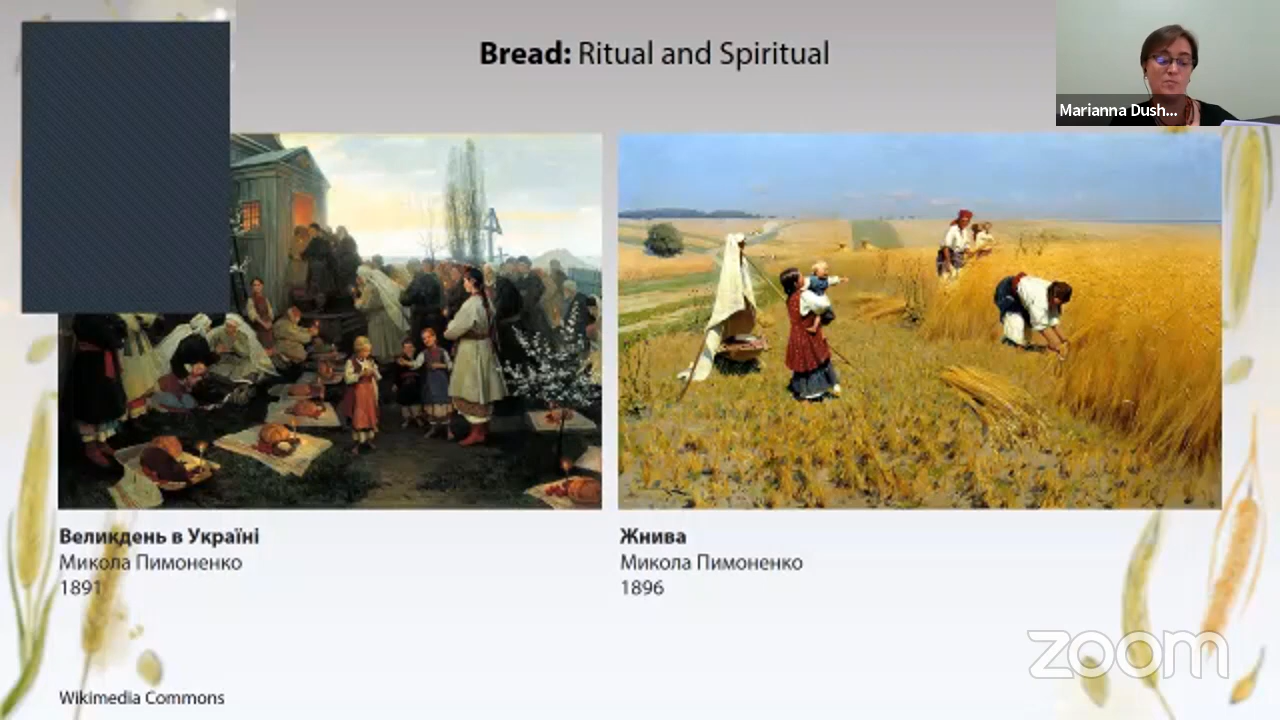 Bread: Ritual and Spiritual
Marianna Dush...
Великдень в Україні
Микола Пимоненко
1891
Жнива
Микола Пимоненко
1896
zoom
Wikimedia Commons